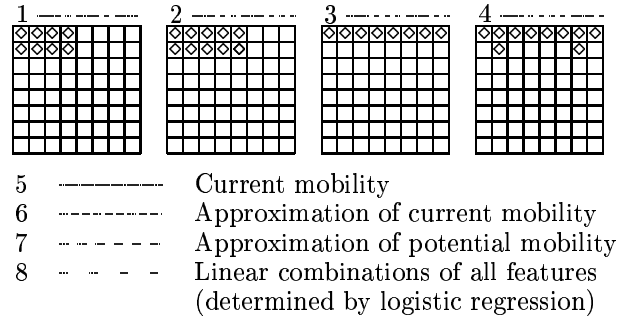 1 2 3 4
5 Current mobility
6 Approximation of current mobility
7 Approximation of potential mobility
8 Linear combinations of all features
(determined by logistic regression)